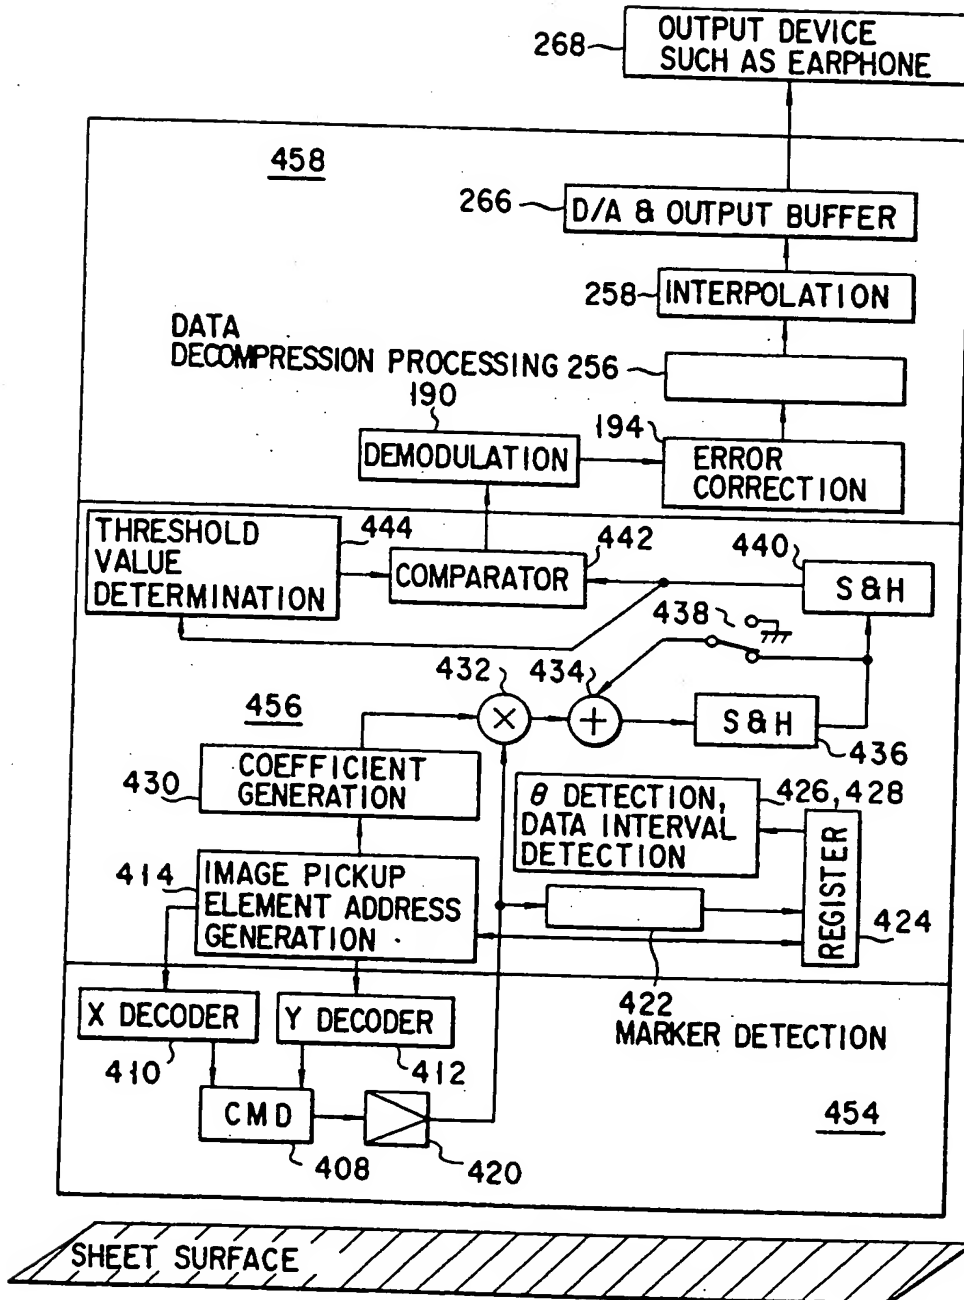 OUTPUT DEVICE
SUCH AS EARPHONE
268
458
266
D/A & OUTPUT BUFFER
258
INTERPOLATION
DATA
DECOMPRESSION PROCESSING 256
190
194
DEMODULATION
ERROR
CORRECTION
THRESHOLD
VALUE
DETERMINATION
444
COMPARATOR
442
440
S & H
438
432
434
×
+
S & H
436
456
430
COEFFICIENT
GENERATION
θ DETECTION,
DATA INTERVAL
DETECTION
426, 428
414
IMAGE PICKUP
ELEMENT ADDRESS
GENERATION
REGISTER
424
422
MARKER DETECTION
X DECODER
Y DECODER
410
412
CMD
408
420
454
SHEET SURFACE